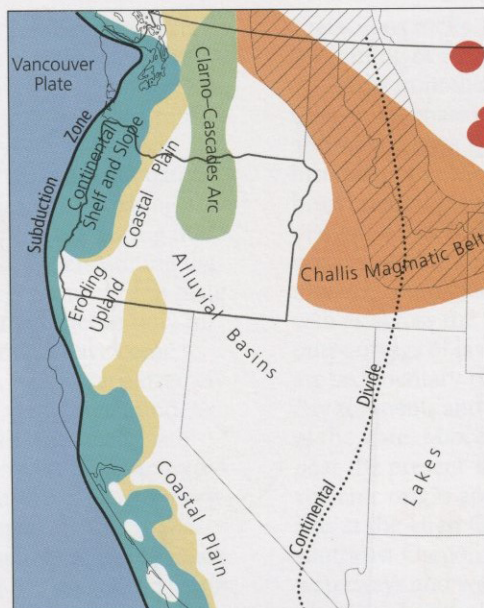 Vancouver
Plate
Subduction Zone
Continental
Shelf and Slope
Coastal Plain
Clarno–Cascades Arc
Challis Magmatic Belt
Eroding
Upland
Alluvial Basins
Continental Divide
Lakes
Coastal Plain